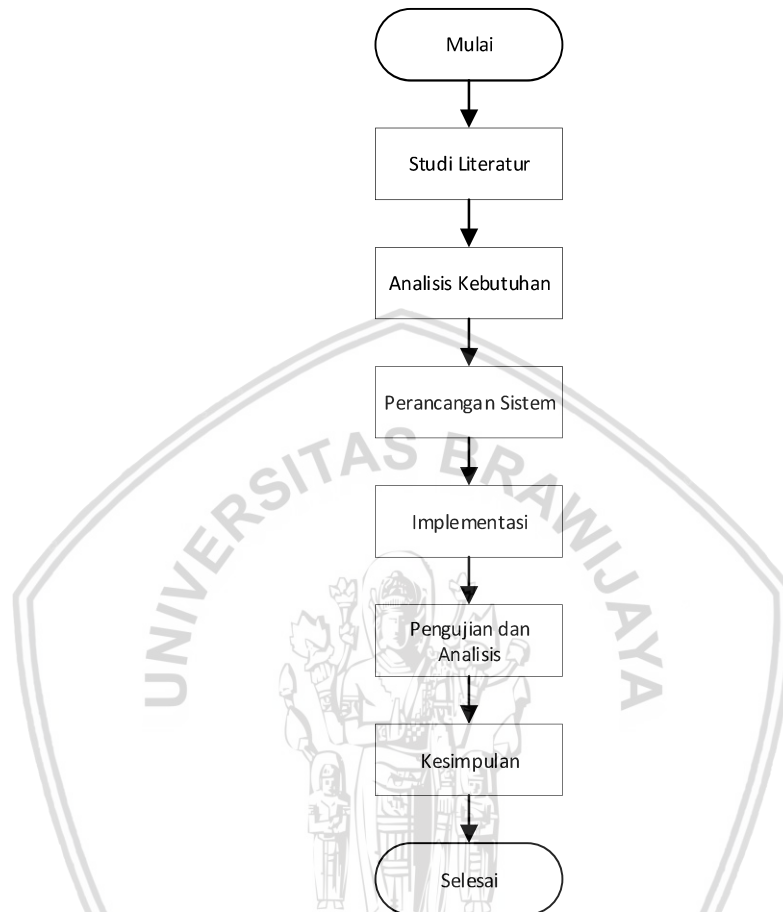 Mulai
Studi Literatur
Analisis Kebutuhan
Perancangan Sistem
UNIVERSITAS BRAWIJAYA
Implementasi
Pengujian dan
Analisis
Kesimpulan
Selesai